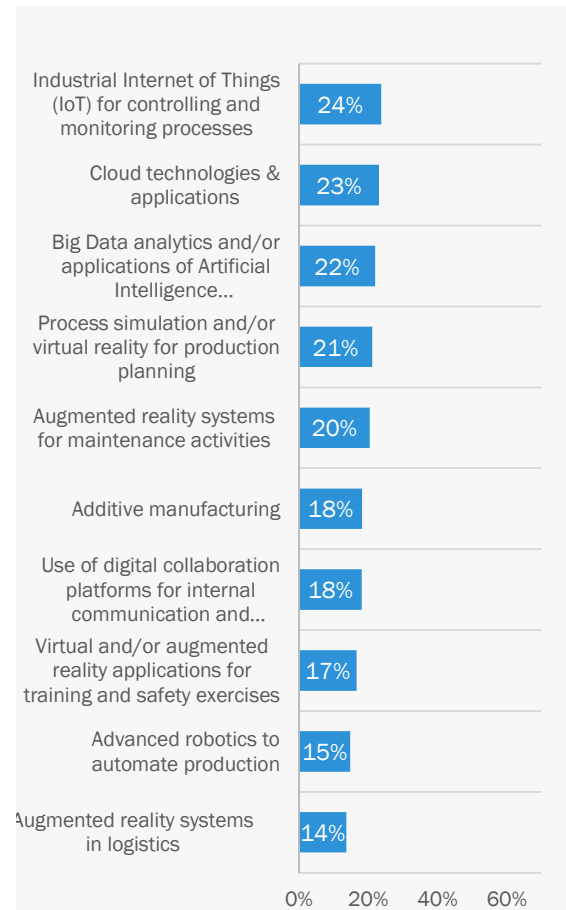 Industrial Internet of Things
(IoT) for controlling and
monitoring processes
24%
Cloud technologies &
applications
23%
Big Data analytics and/or
applications of Artificial
Intelligence...
22%
Process simulation and/or
virtual reality for production
planning
21%
Augmented reality systems
for maintenance activities
20%
Additive manufacturing
18%
Use of digital collaboration
platforms for internal
communication and...
18%
Virtual and/or augmented
reality applications for
training and safety exercises
17%
Advanced robotics to
automate production
15%
Augmented reality systems
in logistics
14%
0% 20% 40% 60%